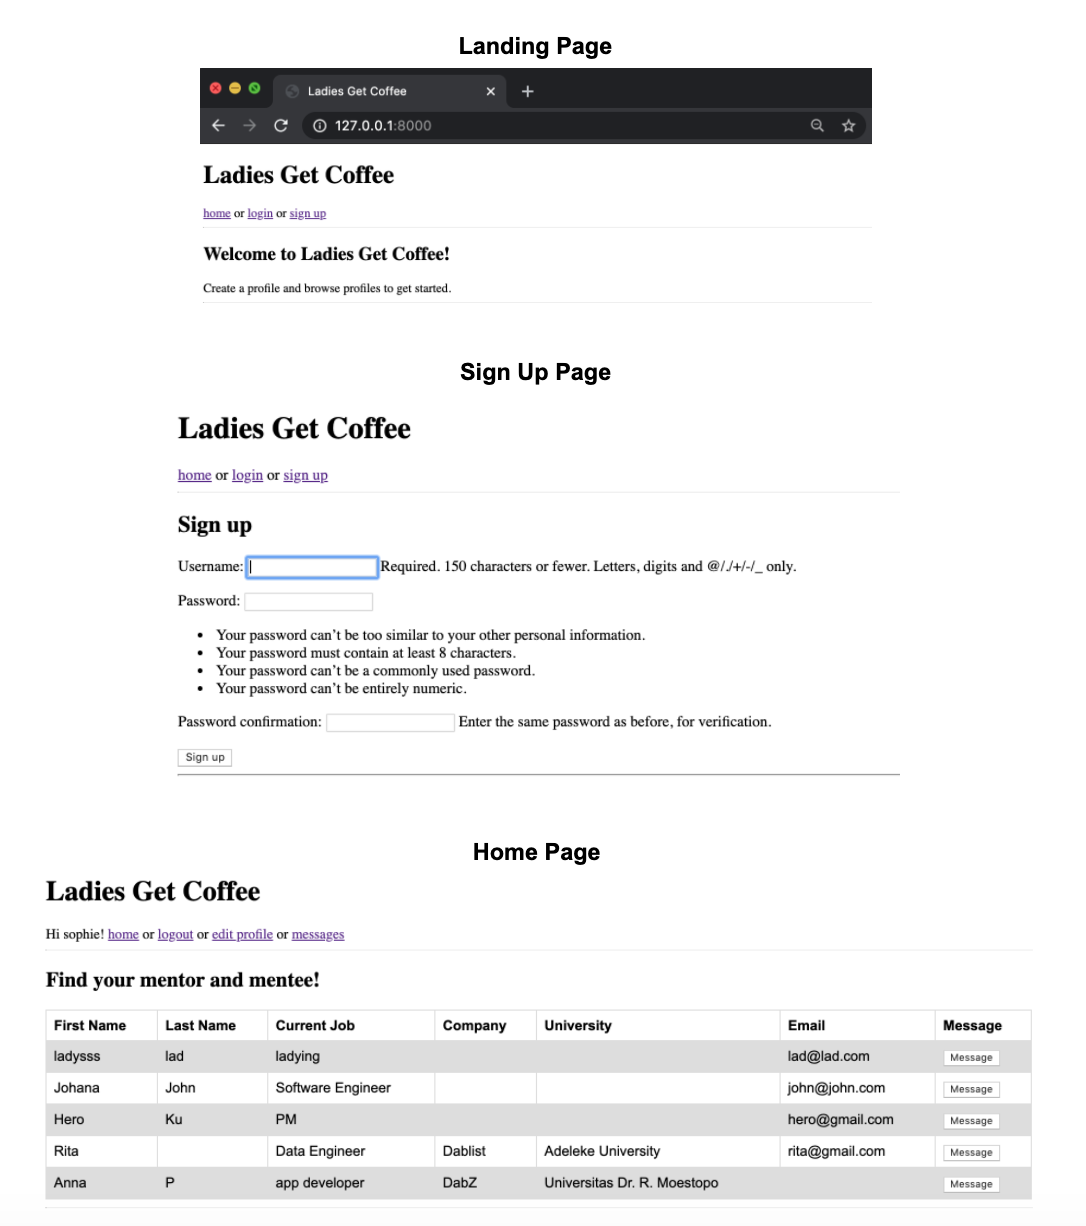 Landing Page
Ladies Get Coffee
127.0.0.1:8000
Ladies Get Coffee
home or login or sign up
Welcome to Ladies Get Coffee!
Create a profile and browse profiles to get started.
Sign Up Page
Ladies Get Coffee
home or login or sign up
Sign up
Username: Required. 150 characters or fewer. Letters, digits and @/./+/-/_ only.
Password:
• Your password can’t be too similar to your other personal information.
• Your password must contain at least 8 characters.
• Your password can’t be a commonly used password.
• Your password can’t be entirely numeric.
Password confirmation: Enter the same password as before, for verification.
Sign up
Home Page
Ladies Get Coffee
Hi sophie! home or logout or edit profile or messages
Find your mentor and mentee!
First Name Last Name Current Job Company University Email Message
ladysss lad ladying lad@lad.com Message
Johana John Software Engineer john@john.com Message
Hero Ku PM hero@gmail.com Message
Rita Data Engineer Dablist Adeleke University rita@gmail.com Message
Anna P app developer DabZ Universitas Dr. R. Moestopo Message